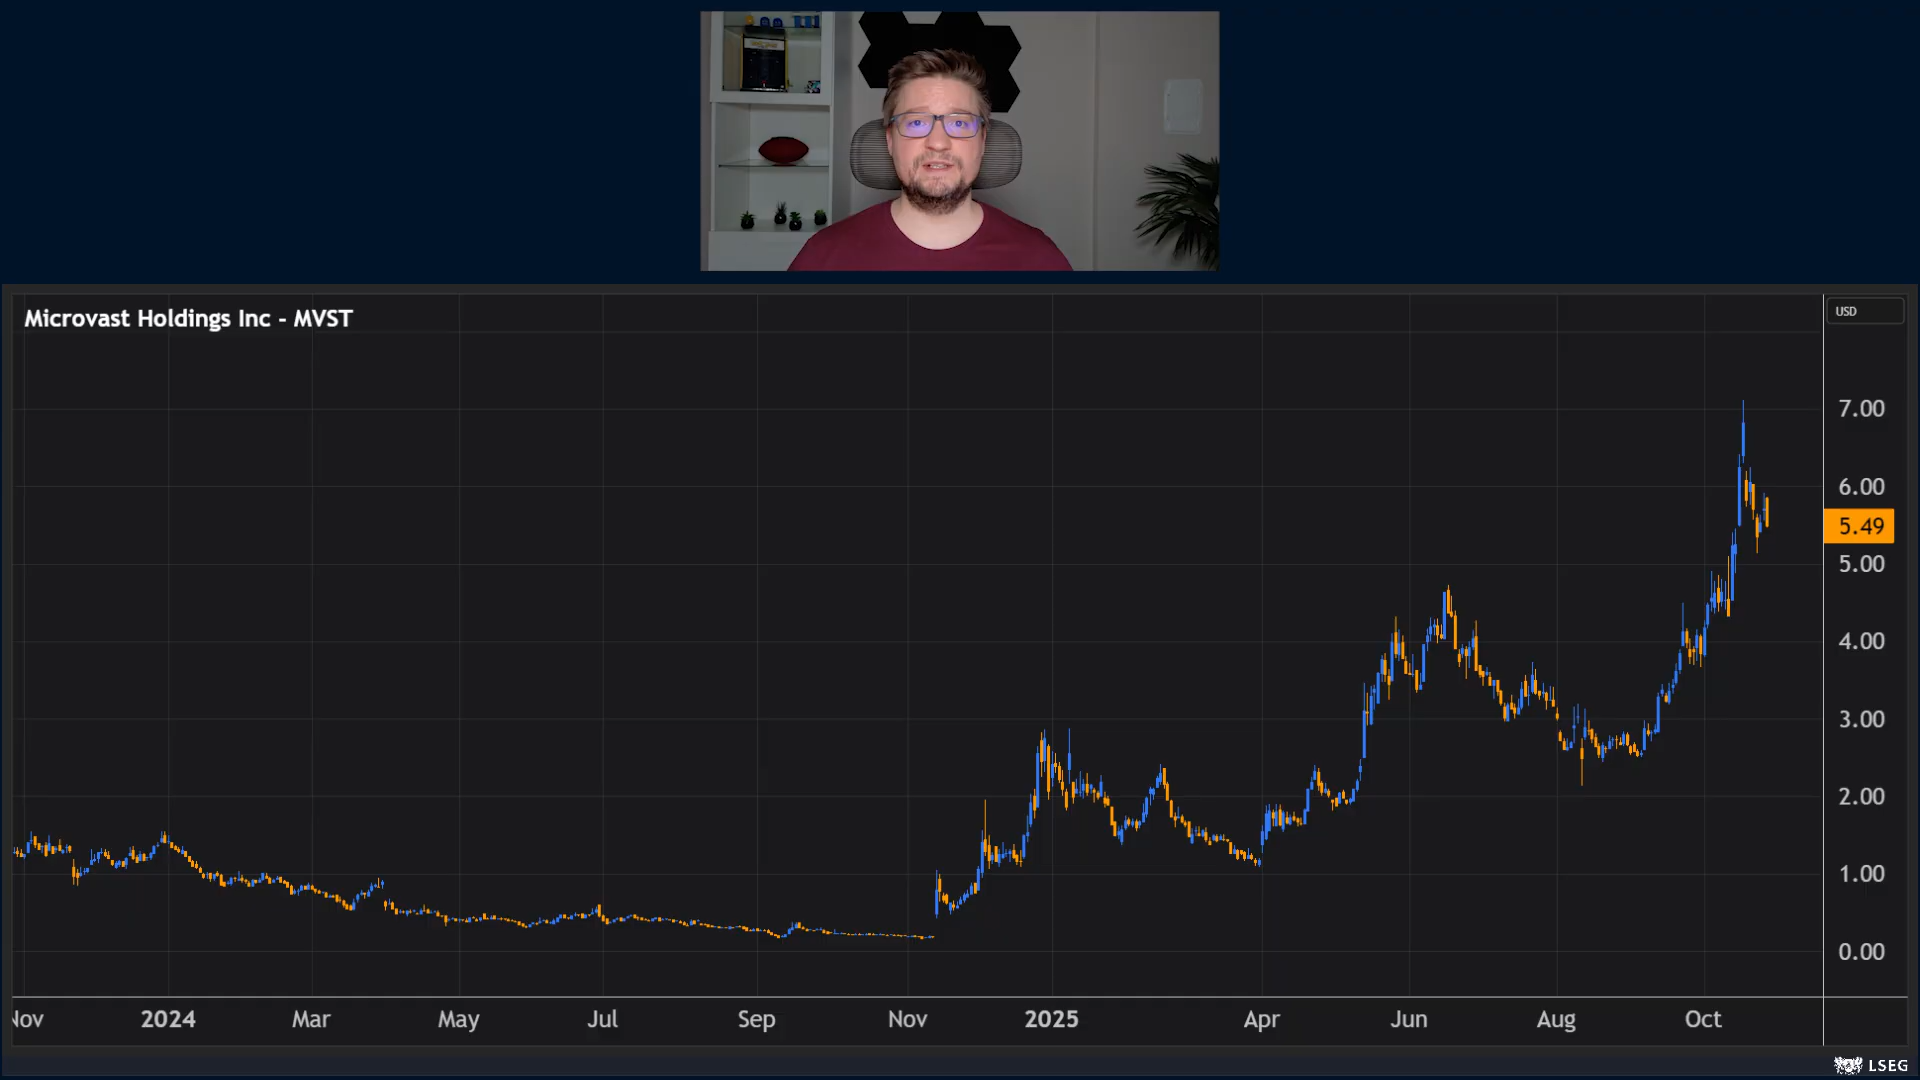 Microvast Holdings Inc - MVST
USD
7.00
6.00
5.49
5.00
4.00
3.00
2.00
1.00
0.00
Nov 2024 Mar May Jul Sep Nov 2025 Apr Jun Aug Oct
LSEG